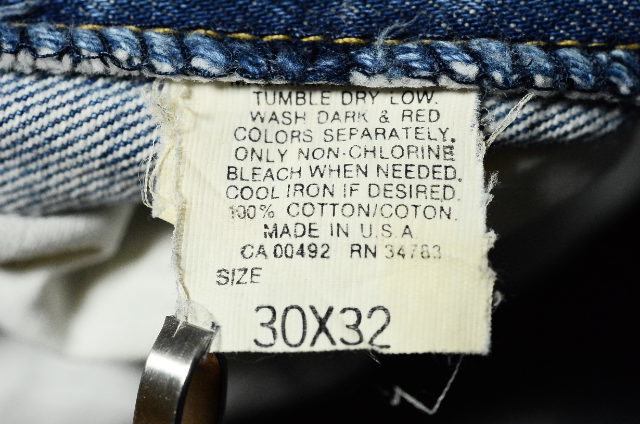 TUMBLE DRY LOW.
WASH DARK & RED
COLORS SEPARATELY.
ONLY NON-CHLORINE
BLEACH WHEN NEEDED.
COOL IRON IF DESIRED.
100% COTTON/COTON.
MADE IN U.S.A
CA 00492 RN 34783
SIZE
30X32